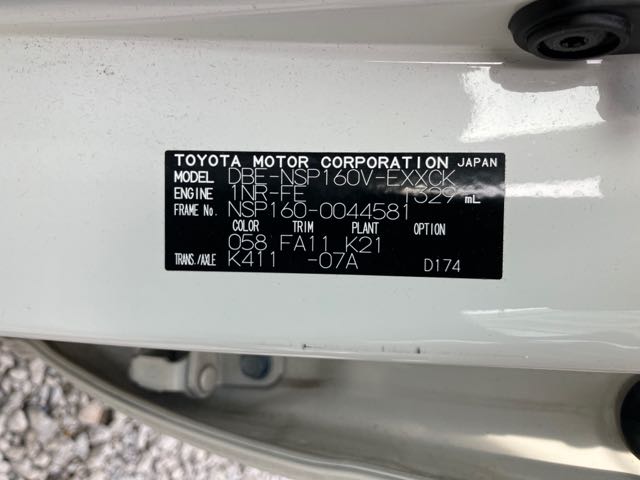 TOYOTA MOTOR CORPORATION JAPAN
MODEL DBE-NSP160V-EXXCK
ENGINE 1NR-FE 1329 mL
FRAME No. NSP160-0044581
COLOR TRIM PLANT OPTION
058 FA11 K21
TRANS./AXLE K411 -07A D174